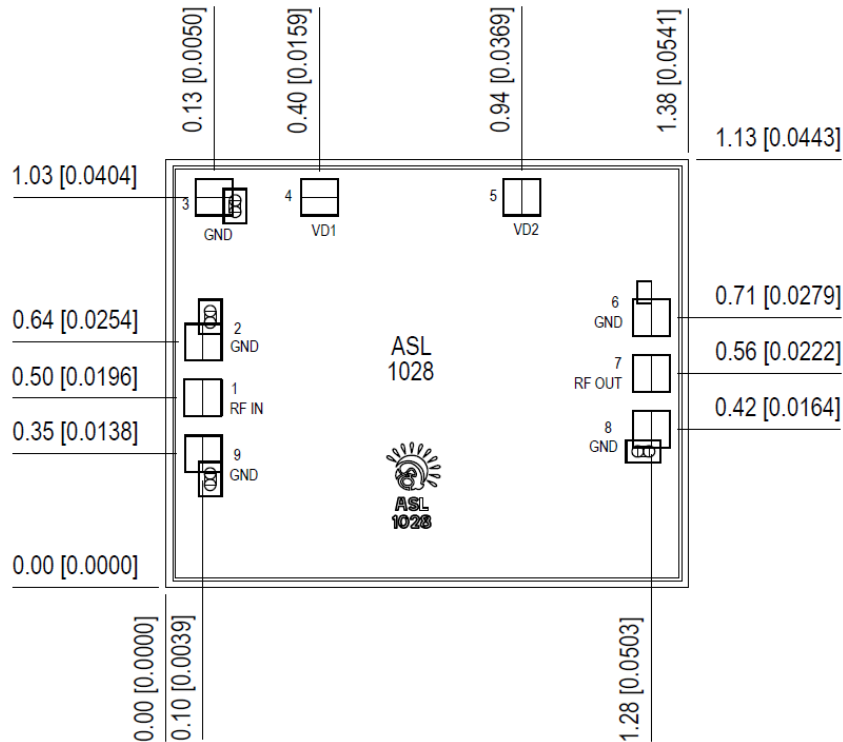 0.13 [0.0050]
0.40 [0.0159]
0.94 [0.0369]
1.38 [0.0541]
1.13 [0.0443]
1.03 [0.0404]
3
GND
4
VD1
5
VD2
0.64 [0.0254]
2
GND
0.50 [0.0196]
1
RF IN
0.35 [0.0138]
9
GND
ASL
1028
6
GND
0.71 [0.0279]
7
RF OUT
0.56 [0.0222]
8
GND
0.42 [0.0164]
ASL
1028
0.00 [0.0000]
0.00 [0.0000]
0.10 [0.0039]
1.28 [0.0503]